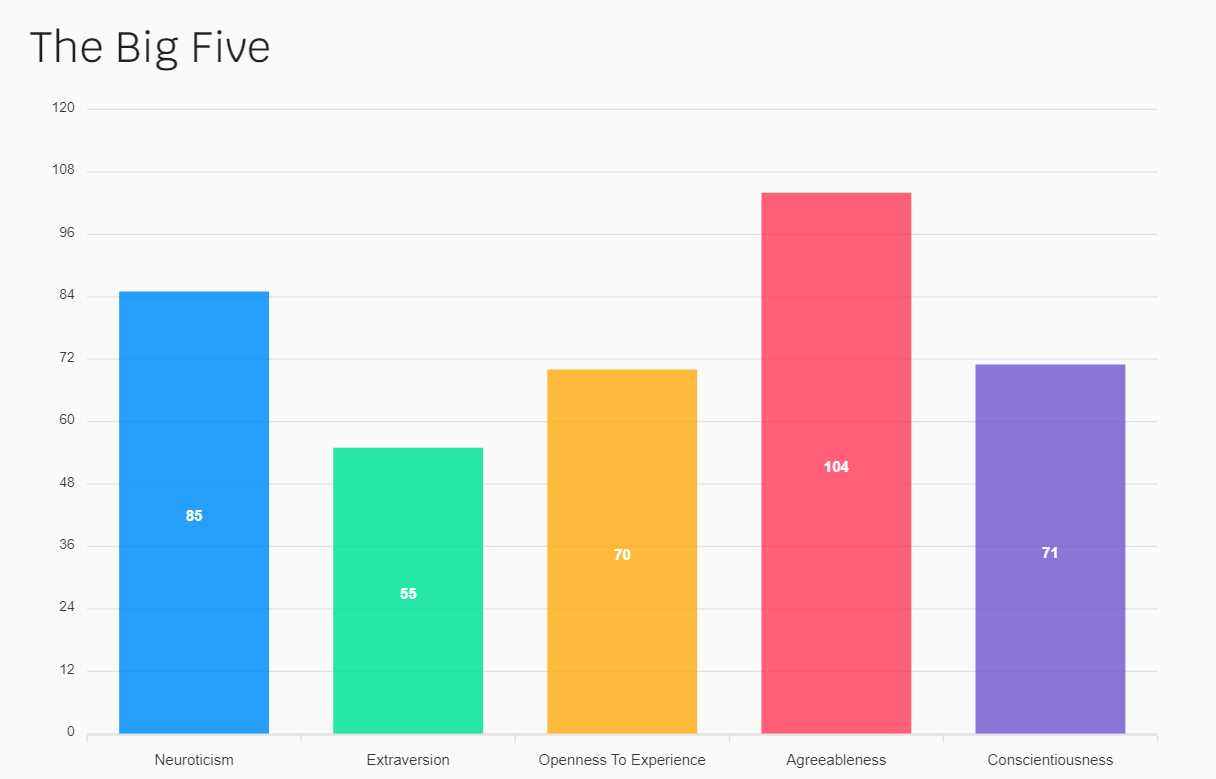 The Big Five
120
108
96
84
72
60
48
36
24
12
0
85
55
70
104
71
Neuroticism
Extraversion
Openness To Experience
Agreeableness
Conscientiousness